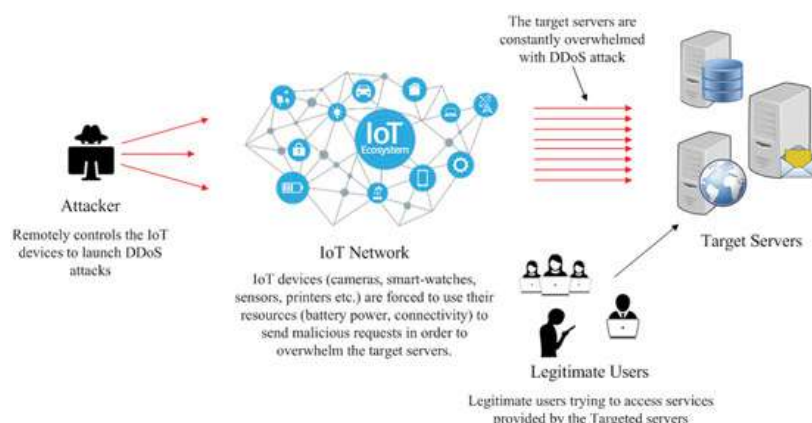 The target servers are
constantly overwhelmed
with DDoS attack
IoT
Ecosystem
Attacker
Remotely controls the IoT
devices to launch DDoS
attacks
IoT Network
IoT devices (cameras, smart-watches,
sensors, printers etc.) are forced to use their
resources (battery power, connectivity) to
send malicious requests in order to
overwhelm the target servers.
Target Servers
Legitimate Users
Legitimate users trying to access services
provided by the Targeted servers